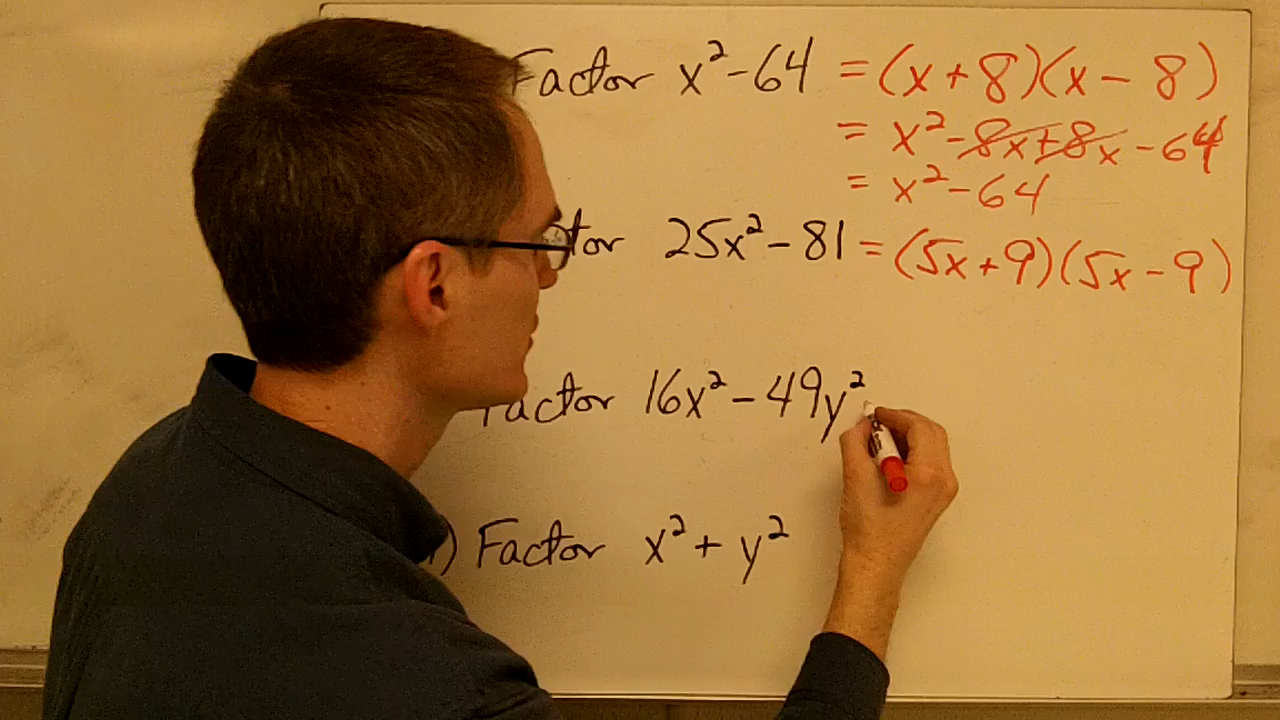 Factor x²-64 = (x+8)(x-8)
= x²-8x+8x-64
= x²-64
25x²-81 = (5x+9)(5x-9)
Factor 16x²-49y²
Factor x²+y²